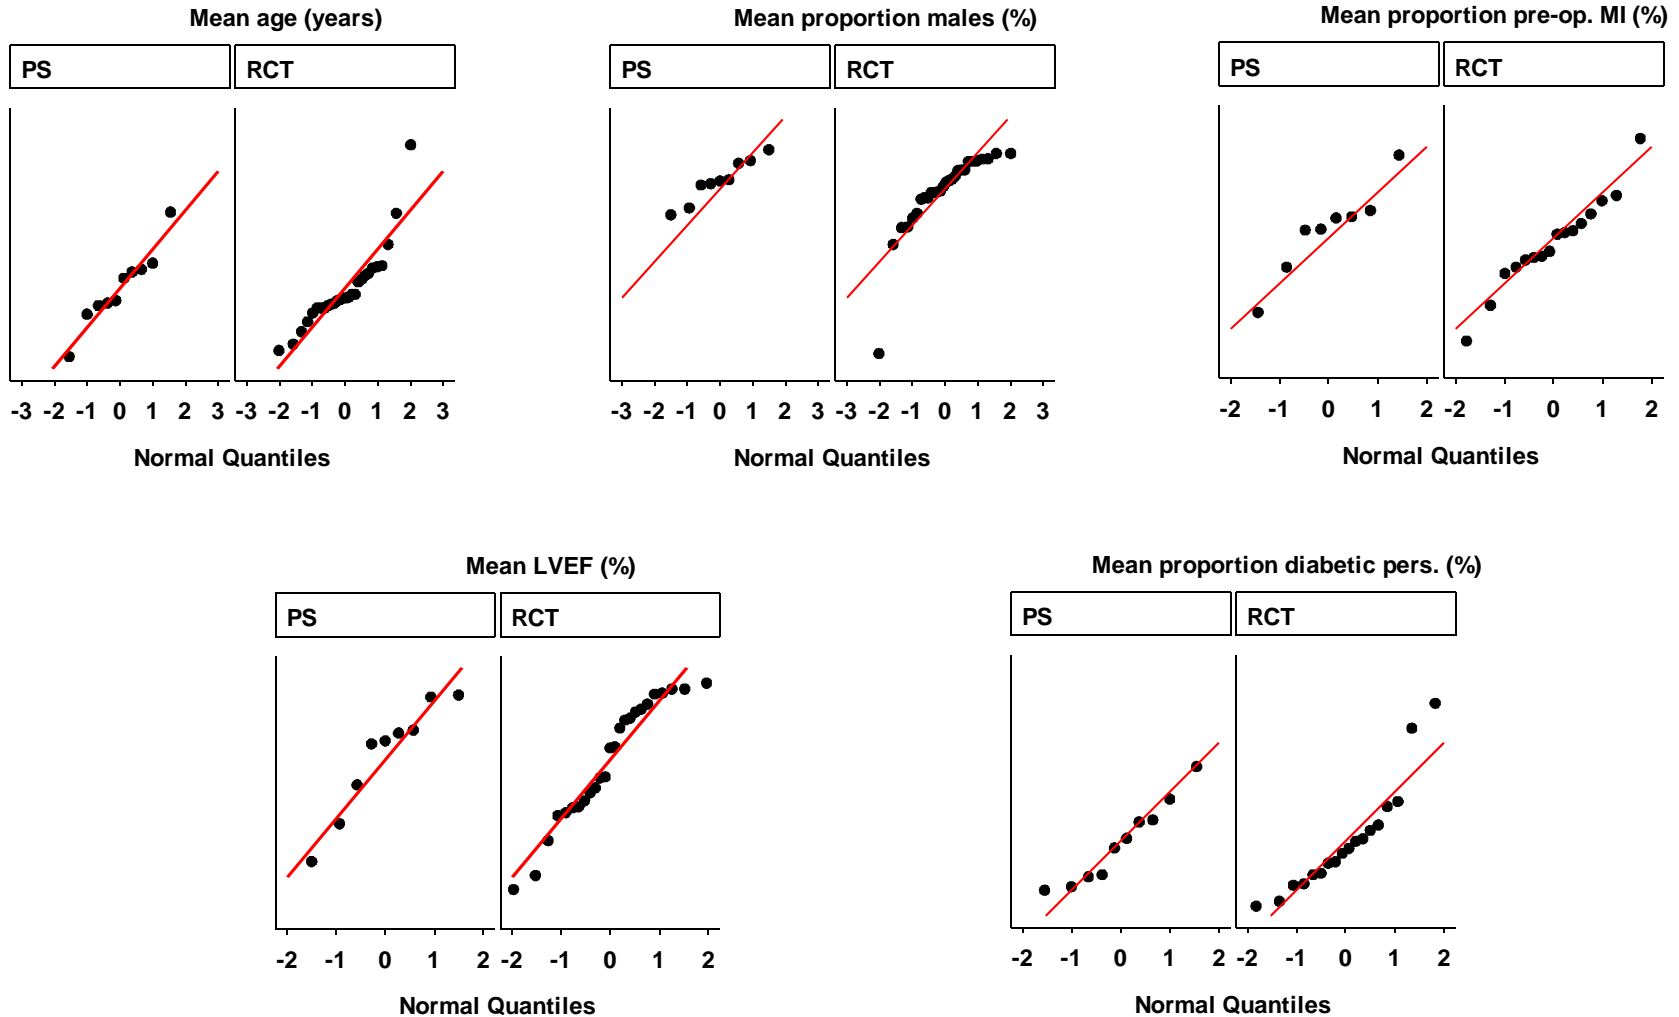 Mean age (years)
PS RCT
-3 -2 -1 0 1 2 3 -3 -2 -1 0 1 2 3
Normal Quantiles
Mean proportion males (%)
PS RCT
-3 -2 -1 0 1 2 3 -3 -2 -1 0 1 2 3
Normal Quantiles
Mean proportion pre-op. MI (%)
PS RCT
-2 -1 0 1 2 -2 -1 0 1 2
Normal Quantiles
Mean LVEF (%)
PS RCT
-2 -1 0 1 2 -2 -1 0 1 2
Normal Quantiles
Mean proportion diabetic pers. (%)
PS RCT
-2 -1 0 1 2 -2 -1 0 1 2
Normal Quantiles